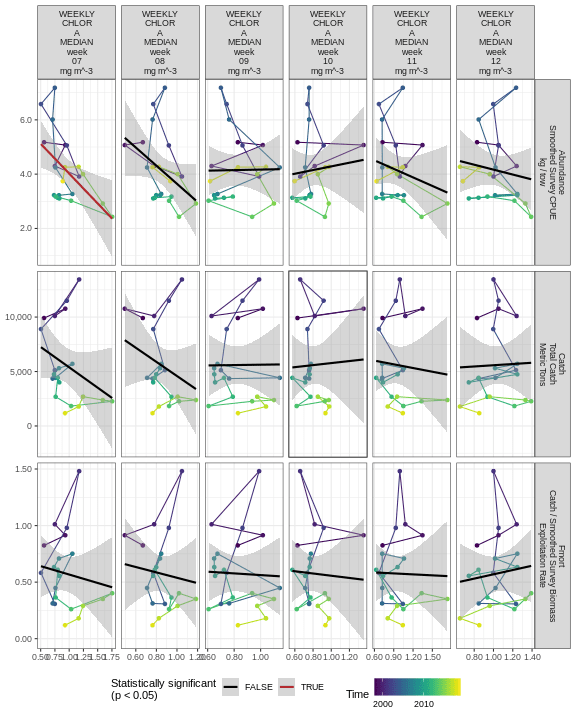 WEEKLY
CHLOR
A
MEDIAN
week
07
mg m^-3
WEEKLY
CHLOR
A
MEDIAN
week
08
mg m^-3
WEEKLY
CHLOR
A
MEDIAN
week
09
mg m^-3
WEEKLY
CHLOR
A
MEDIAN
week
10
mg m^-3
WEEKLY
CHLOR
A
MEDIAN
week
11
mg m^-3
WEEKLY
CHLOR
A
MEDIAN
week
12
mg m^-3
6.0
4.0
2.0
Abundance
Smoothed Survey CPUE
kg / tow
10,000
5,000
0
Catch
Total Catch
Metric Tons
1.50
1.00
0.50
0.00
Fmort
Catch / Smoothed Survey Biomass
Exploitation Rate
0.50 0.75 1.00 1.25 1.50 1.75
0.60 0.80 1.00 1.20
0.60 0.80 1.00
0.60 0.80 1.00 1.20
0.60 0.90 1.20 1.50
0.80 1.00 1.20 1.40
Statistically significant
(p < 0.05)
FALSE
TRUE
Time
2000
2010